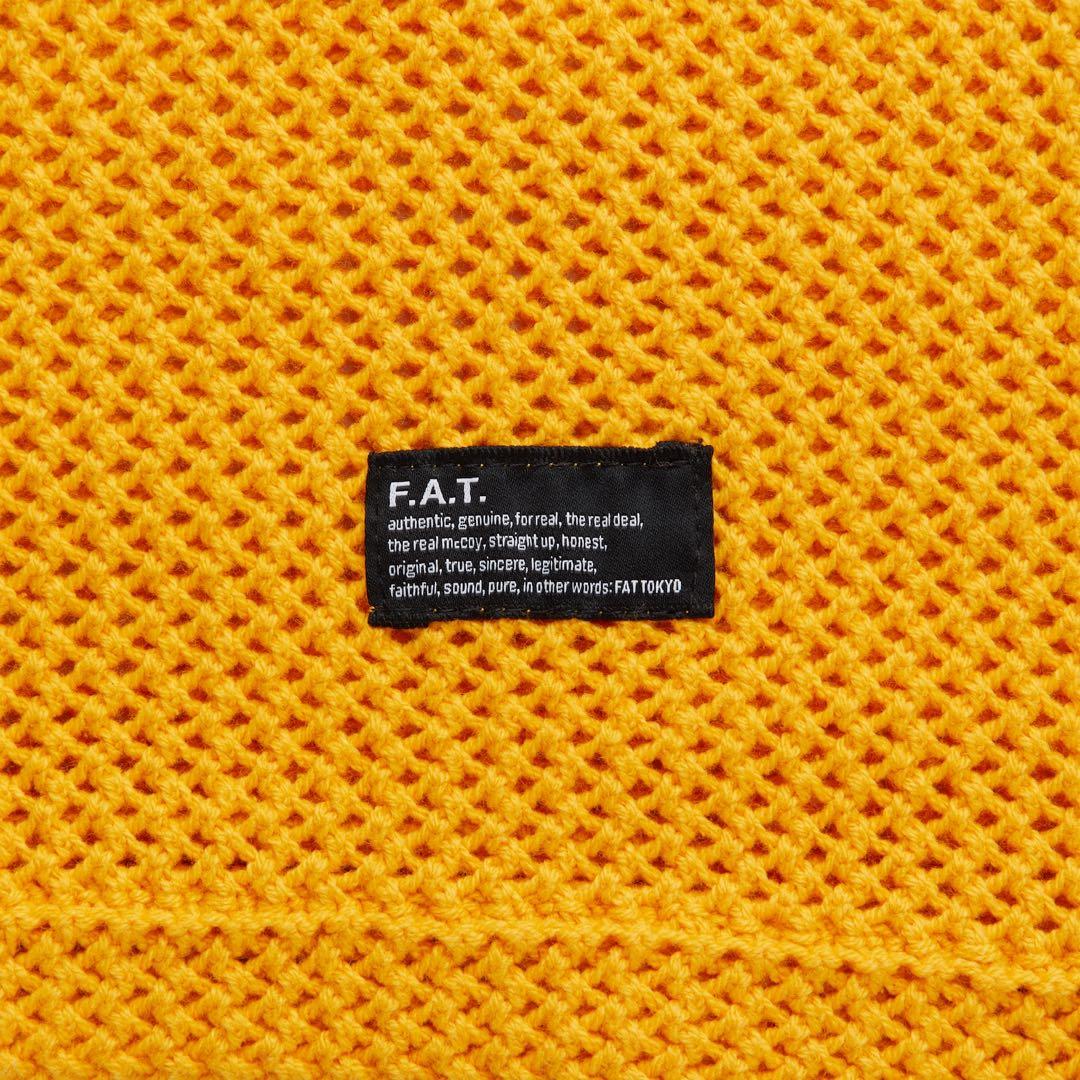 F.A.T.
authentic, genuine, for real, the real deal,
the real mccoy, straight up, honest,
original, true, sincere, legitimate,
faithful, sound, pure, in other words: FAT TOKYO